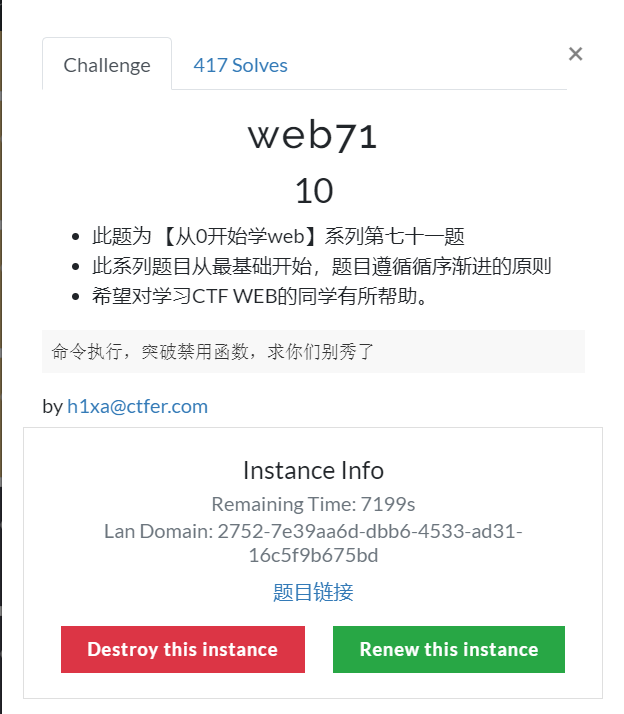 Challenge
417 Solves
×
web71
10
此题为 【从0开始学web】系列第七十一题
此系列题目从最基础开始，题目遵循循序渐进的原则
希望对学习CTF WEB的同学有所帮助。
命令执行，突破禁用函数，求你们别秀了
by h1xa@ctfer.com
Instance Info
Remaining Time: 7199s
Lan Domain: 2752-7e39aa6d-dbb6-4533-ad31-
16c5f9b675bd
题目链接
Destroy this instance
Renew this instance